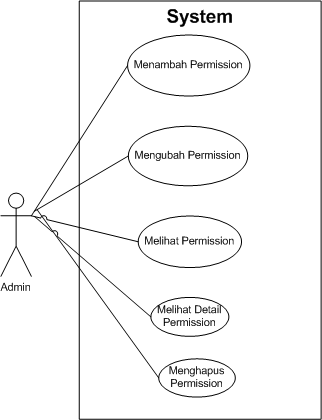 System
Menambah Permission
Mengubah Permission
Melihat Permission
Admin
Melihat Detail
Permission
Menghapus
Permission